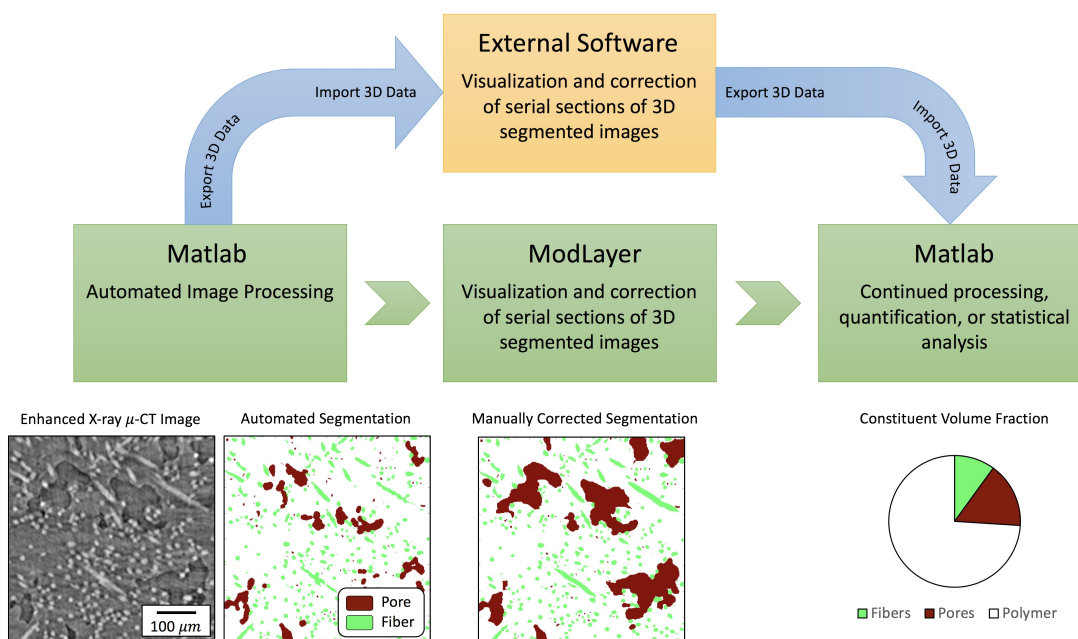 External Software
Visualization and correction
of serial sections of 3D
segmented images
Import 3D Data
Export 3D Data
Export 3D Data
Import 3D Data
Matlab
Automated Image Processing
ModLayer
Visualization and correction
of serial sections of 3D
segmented images
Matlab
Continued processing,
quantification, or statistical
analysis
Enhanced X-ray μ-CT Image
Automated Segmentation
Manually Corrected Segmentation
Constituent Volume Fraction
100 μm
Pore
Fiber
Fibers
Pores
Polymer